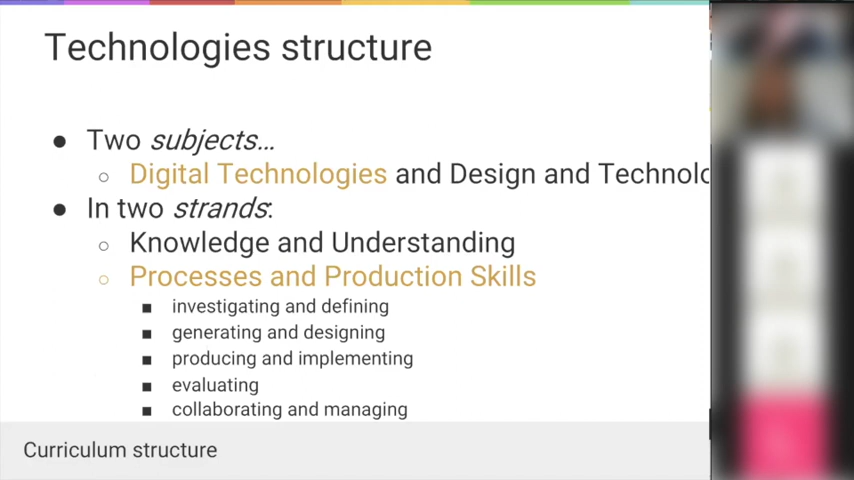 Technologies structure
● Two subjects...
○ Digital Technologies and Design and Technolo
● In two strands:
○ Knowledge and Understanding
○ Processes and Production Skills
■ investigating and defining
■ generating and designing
■ producing and implementing
■ evaluating
■ collaborating and managing
Curriculum structure